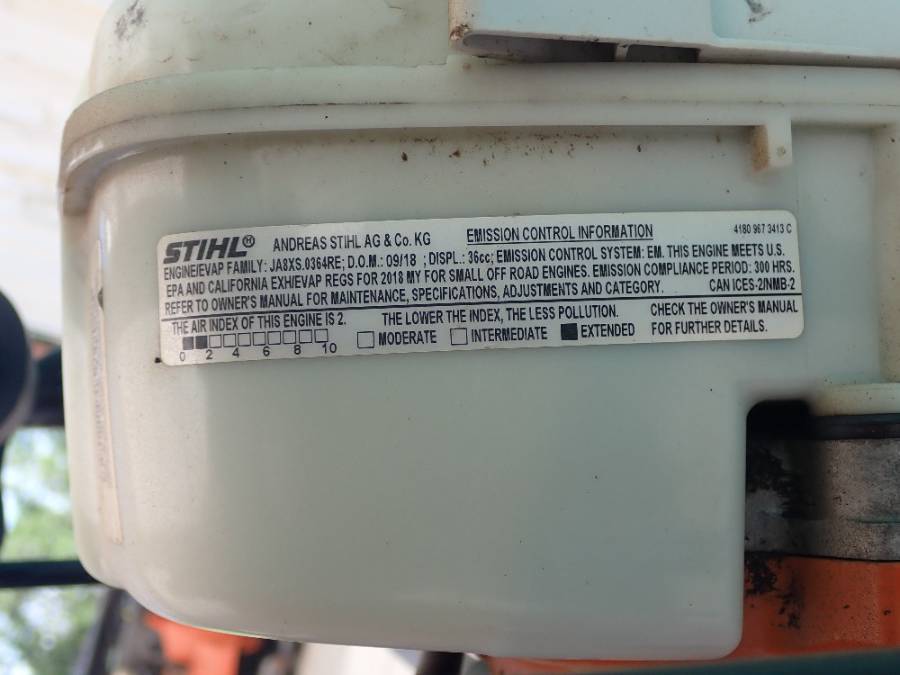 STIHL® ANDREAS STIHL AG & Co. KG EMISSION CONTROL INFORMATION 4180 967 3413 C
ENGINE/EVAP FAMILY: JA8XS.0364RE; D.O.M.: 09/18 ; DISPL.: 36cc; EMISSION CONTROL SYSTEM: EM. THIS ENGINE MEETS U.S.
EPA AND CALIFORNIA EXH/EVAP REGS FOR 2018 MY FOR SMALL OFF ROAD ENGINES. EMISSION COMPLIANCE PERIOD: 300 HRS.
REFER TO OWNER'S MANUAL FOR MAINTENANCE, SPECIFICATIONS, ADJUSTMENTS AND CATEGORY. CAN ICES-2/NMB-2
THE AIR INDEX OF THIS ENGINE IS 2. THE LOWER THE INDEX, THE LESS POLLUTION. CHECK THE OWNER'S MANUAL
0 2 4 6 8 10 MODERATE INTERMEDIATE EXTENDED FOR FURTHER DETAILS.